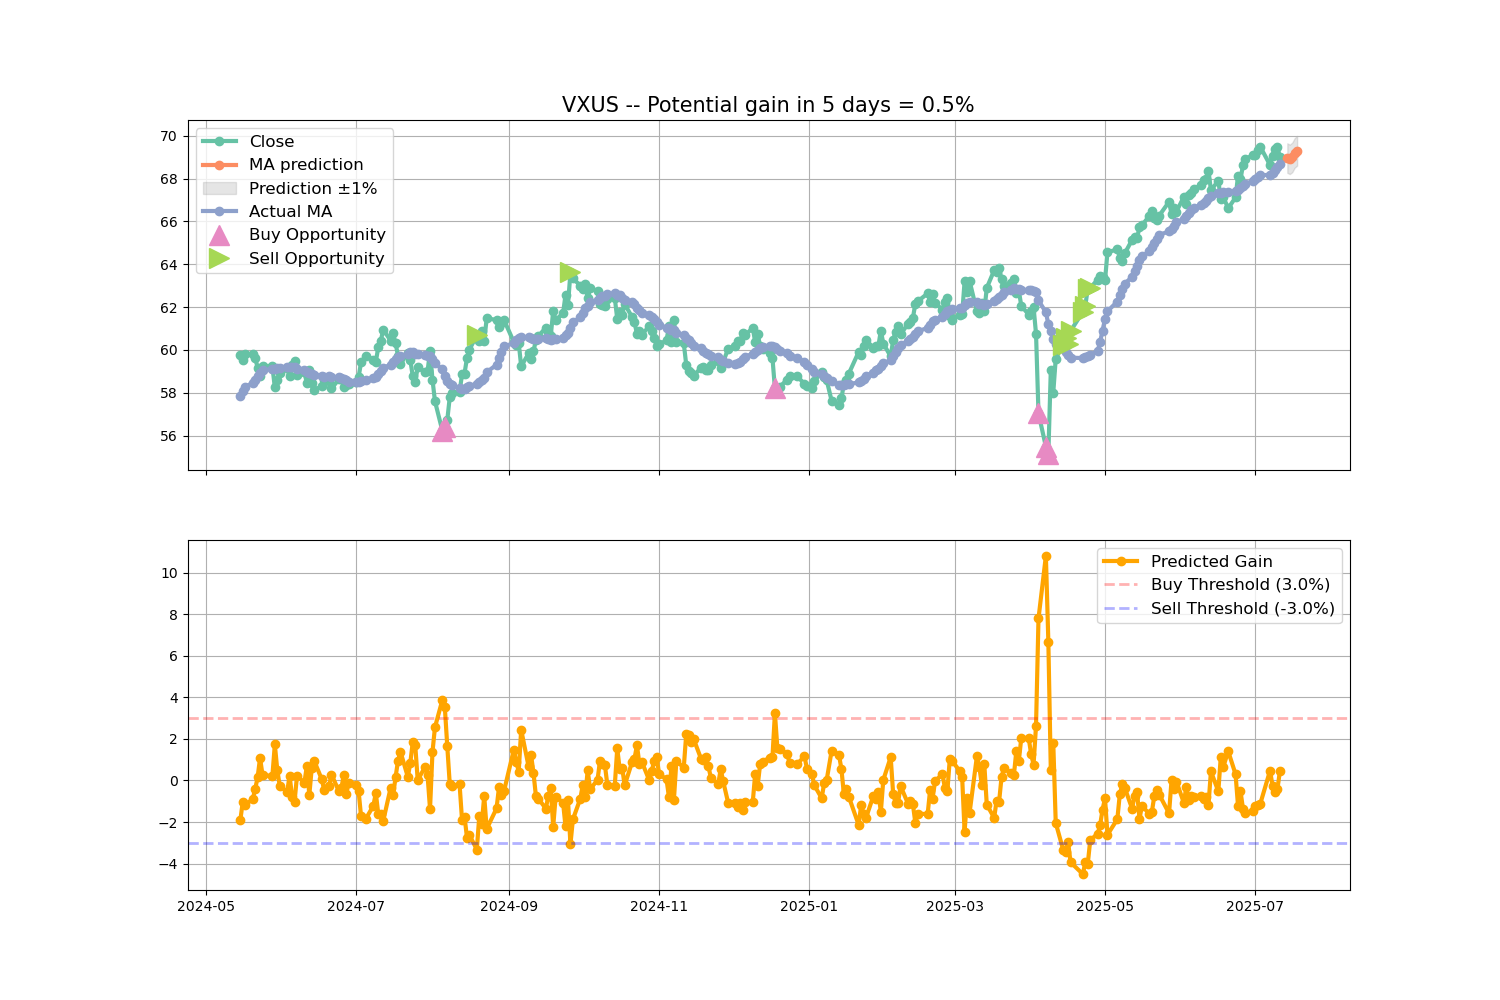 VXUS -- Potential gain in 5 days = 0.5%
70
68
66
64
62
60
58
56
Close
MA prediction
Prediction ±1%
Actual MA
Buy Opportunity
Sell Opportunity
10
8
6
4
2
0
−2
−4
Predicted Gain
Buy Threshold (3.0%)
Sell Threshold (-3.0%)
2024-05 2024-07 2024-09 2024-11 2025-01 2025-03 2025-05 2025-07